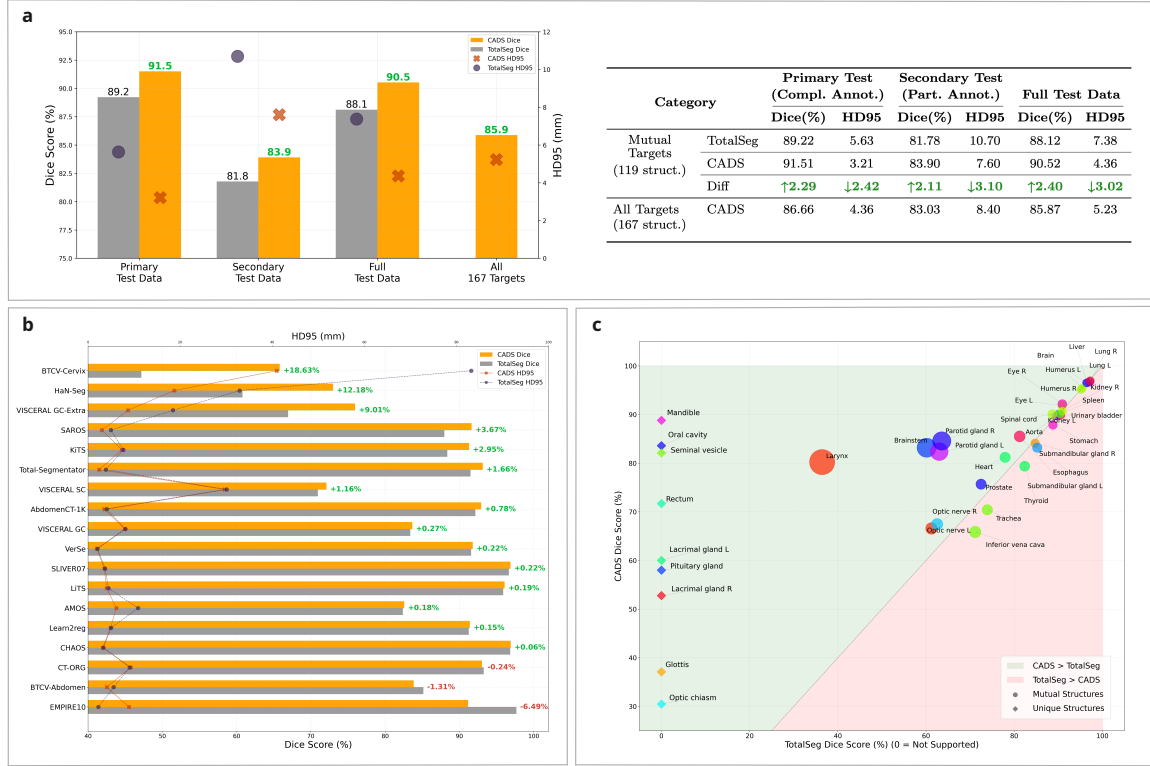 a
95.0
92.5
90.0
87.5
85.0
82.5
80.0
77.5
75.0
Dice Score (%)
12
10
8
6
4
2
0
HD95 (mm)
CADS Dice
TotalSeg Dice
CADS HD95
TotalSeg HD95
89.2
91.5
81.8
83.9
88.1
90.5
85.9
Primary
Test Data
Secondary
Test Data
Full
Test Data
All
167 Targets
Category
Primary Test
(Compl. Annot.)
Secondary Test
(Part. Annot.)
Full Test Data
Dice(%) HD95 Dice(%) HD95 Dice(%) HD95
Mutual
Targets
(119 struct.)
TotalSeg 89.22 5.63 81.78 10.70 88.12 7.38
CADS 91.51 3.21 83.90 7.60 90.52 4.36
Diff ↑2.29 ↓2.42 ↑2.11 ↓3.10 ↑2.40 ↓3.02
All Targets
(167 struct.)
CADS 86.66 4.36 83.03 8.40 85.87 5.23
b
HD95 (mm)
0 20 40 60 80 100
CADS Dice
TotalSeg Dice
CADS HD95
TotalSeg HD95
BTCV-Cervix +18.63%
HaN-Seg +12.18%
VISCERAL GC-Extra +9.01%
SAROS +3.67%
KiTS +2.95%
Total-Segmentator +1.66%
VISCERAL SC +1.16%
AbdomenCT-1K +0.78%
VISCERAL GC +0.27%
VerSe +0.22%
SLIVER07 +0.22%
LiTS +0.19%
AMOS +0.18%
Learn2reg +0.15%
CHAOS +0.06%
CT-ORG -0.24%
BTCV-Abdomen -1.31%
EMPIRE10 -6.49%
40 50 60 70 80 90 100
Dice Score (%)
c
100
90
80
70
60
50
40
30
CADS Dice Score (%)
Liver
Lung R
Brain
Lung L
Eye R
Humerus L
Humerus R
Kidney R
Eye L
Spleen
Mandible
Spinal cord
Kidney L
Urinary bladder
Oral cavity
Brainstem
Parotid gland R
Aorta
Seminal vesicle
Parotid gland L
Stomach
Larynx
Submandibular gland R
Heart
Esophagus
Prostate
Submandibular gland L
Rectum
Thyroid
Optic nerve R
Trachea
Optic nerve L
Inferior vena cava
Lacrimal gland L
Pituitary gland
Lacrimal gland R
Glottis
Optic chiasm
CADS > TotalSeg
TotalSeg > CADS
Mutual Structures
Unique Structures
0 20 40 60 80 100
TotalSeg Dice Score (%) (0 = Not Supported)